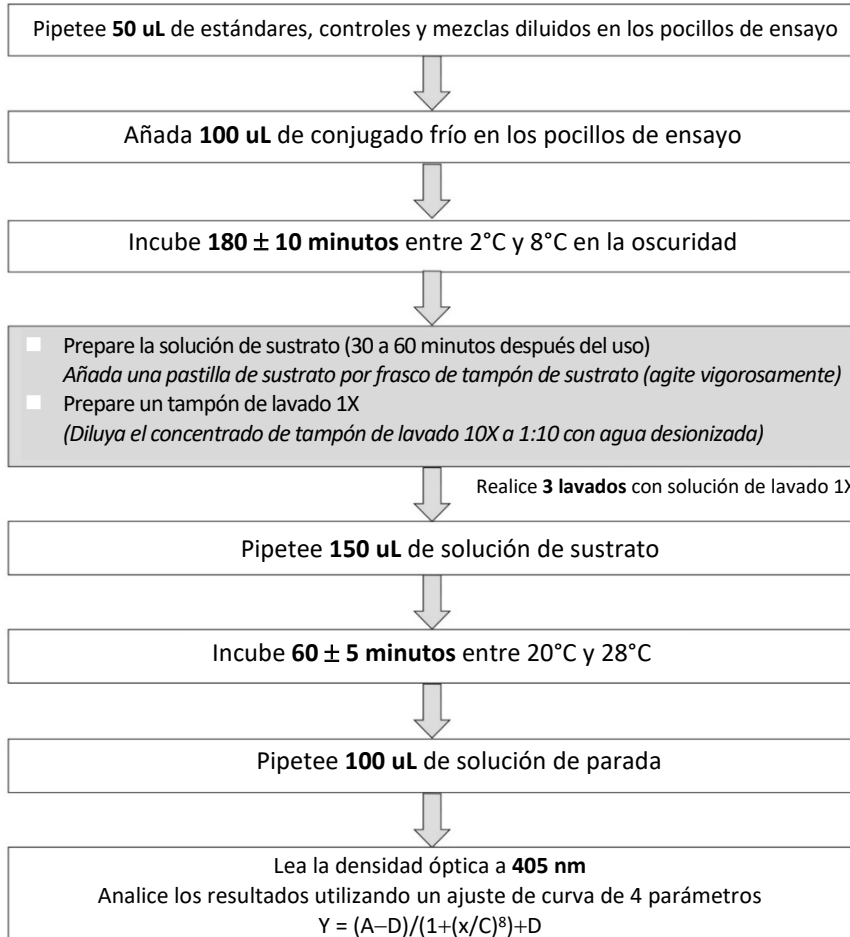 Pipetee 50 uL de estándares, controles y mezclas diluidos en los pocillos de ensayo
Añada 100 uL de conjugado frío en los pocillos de ensayo
Incube 180 ± 10 minutos entre 2°C y 8°C en la oscuridad
Prepare la solución de sustrato (30 a 60 minutos después del uso)
Añada una pastilla de sustrato por frasco de tampón de sustrato (agite vigorosamente)
Prepare un tampón de lavado 1X
(Diluya el concentrado de tampón de lavado 10X a 1:10 con agua desionizada)
Realice 3 lavados con solución de lavado 1X
Pipetee 150 uL de solución de sustrato
Incube 60 ± 5 minutos entre 20°C y 28°C
Pipetee 100 uL de solución de parada
Lea la densidad óptica a 405 nm
Analice los resultados utilizando un ajuste de curva de 4 parámetros
Y = (A−D)/(1+(x/C)⁸)+D